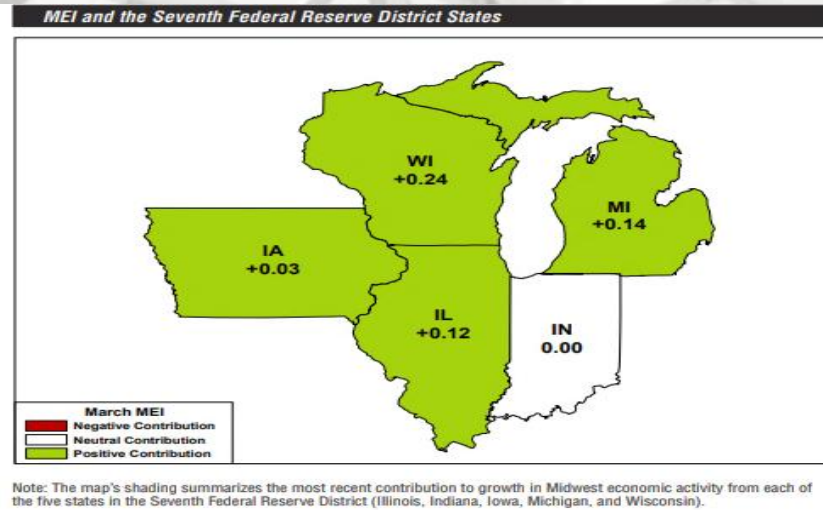 MEI and the Seventh Federal Reserve District States
WI
+0.24
MI
+0.14
IA
+0.03
IL
+0.12
IN
0.00
March MEI
Negative Contribution
Neutral Contribution
Positive Contribution
Note: The map's shading summarizes the most recent contribution to growth in Midwest economic activity from each of
the five states in the Seventh Federal Reserve District (Illinois, Indiana, Iowa, Michigan, and Wisconsin).